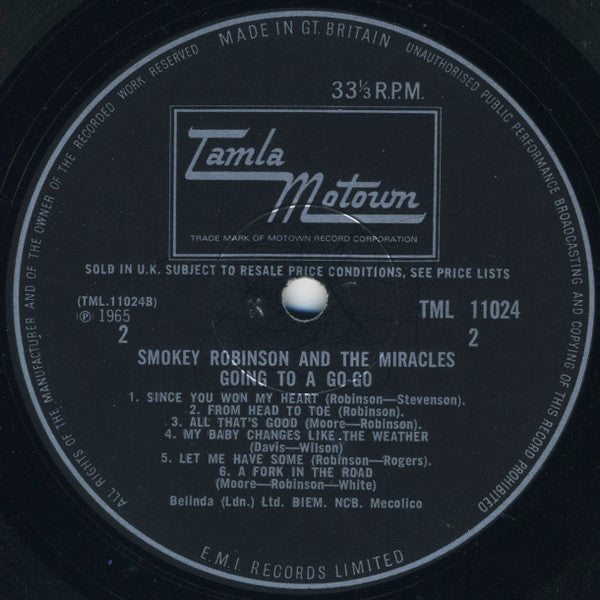 MADE IN GT. BRITAIN
UNAUTHORISED PUBLIC PERFORMANCE BROADCASTING AND COPYING OF THIS RECORD PROHIBITED
ALL RIGHTS OF THE MANUFACTURER AND OF THE OWNER OF THE RECORDED WORK RESERVED
33⅓ R.P.M.
Tamla
Motown
TRADE MARK OF MOTOWN RECORD CORPORATION
SOLD IN U.K. SUBJECT TO RESALE PRICE CONDITIONS, SEE PRICE LISTS
(TML.11024B)
℗ 1965
2
TML 11024
2
SMOKEY ROBINSON AND THE MIRACLES
GOING TO A GO-GO
1. SINCE YOU WON MY HEART (Robinson—Stevenson).
2. FROM HEAD TO TOE (Robinson).
3. ALL THAT'S GOOD (Moore—Robinson).
4. MY BABY CHANGES LIKE THE WEATHER
(Davis—Wilson)
5. LET ME HAVE SOME (Robinson—Rogers).
6. A FORK IN THE ROAD
(Moore—Robinson—White)
Belinda (Ldn.) Ltd. BIEM. NCB. Mecolico
E.M.I. RECORDS LIMITED